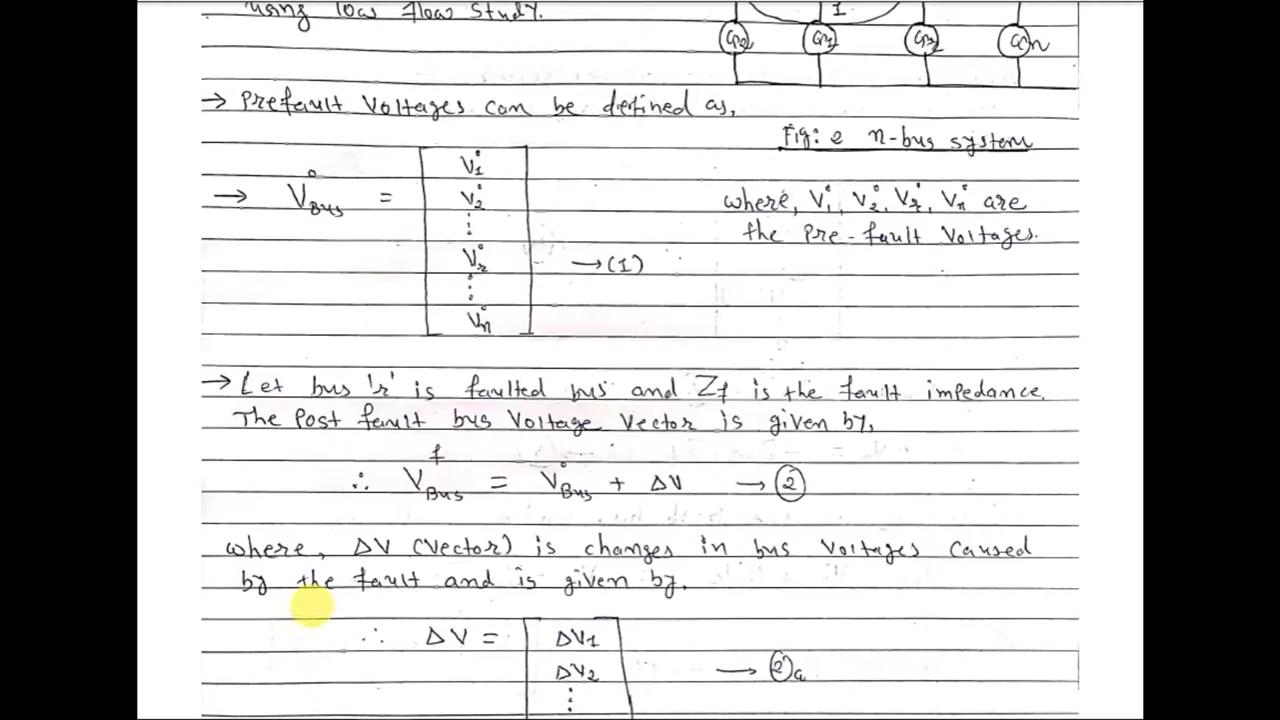 using low flow study.
1
G2 G1 G3 Gn
→ Prefault voltages can be defined as,
Fig: 2 n-bus system
→ V°Bus = [ V1° V2° ⋮ Vr° ⋮ Vn° ] → (1)
where, V1°, V2°, Vr°, Vn° are
the pre-fault voltages.
→ Let bus 'r' is faulted bus and Zf is the fault impedance.
The Post fault bus voltage vector is given by,
∴ VfBus = V°Bus + ΔV → ②
where, ΔV (vector) is changes in bus voltages caused
by the fault and is given by.
∴ ΔV = [ ΔV1 ΔV2 ⋮ → ②a